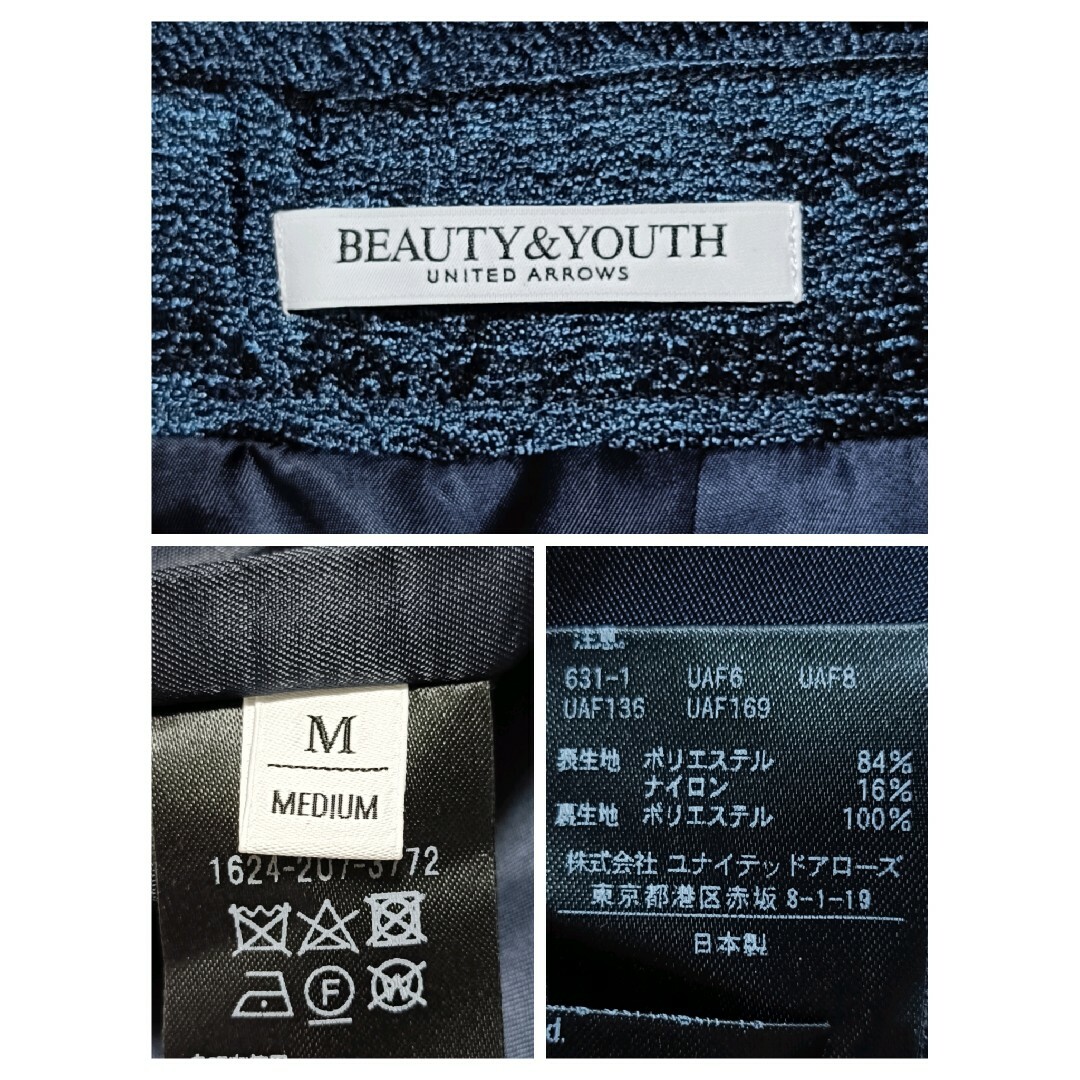 BEAUTY&YOUTH
UNITED ARROWS
M
MEDIUM
1624-207-3772
F
W
注意
631-1 UAF6 UAF8
UAF136 UAF169
表生地 ポリエステル 84%
ナイロン 16%
裏生地 ポリエステル 100%
株式会社 ユナイテッドアローズ
東京都港区赤坂 8-1-19
日本製
d.